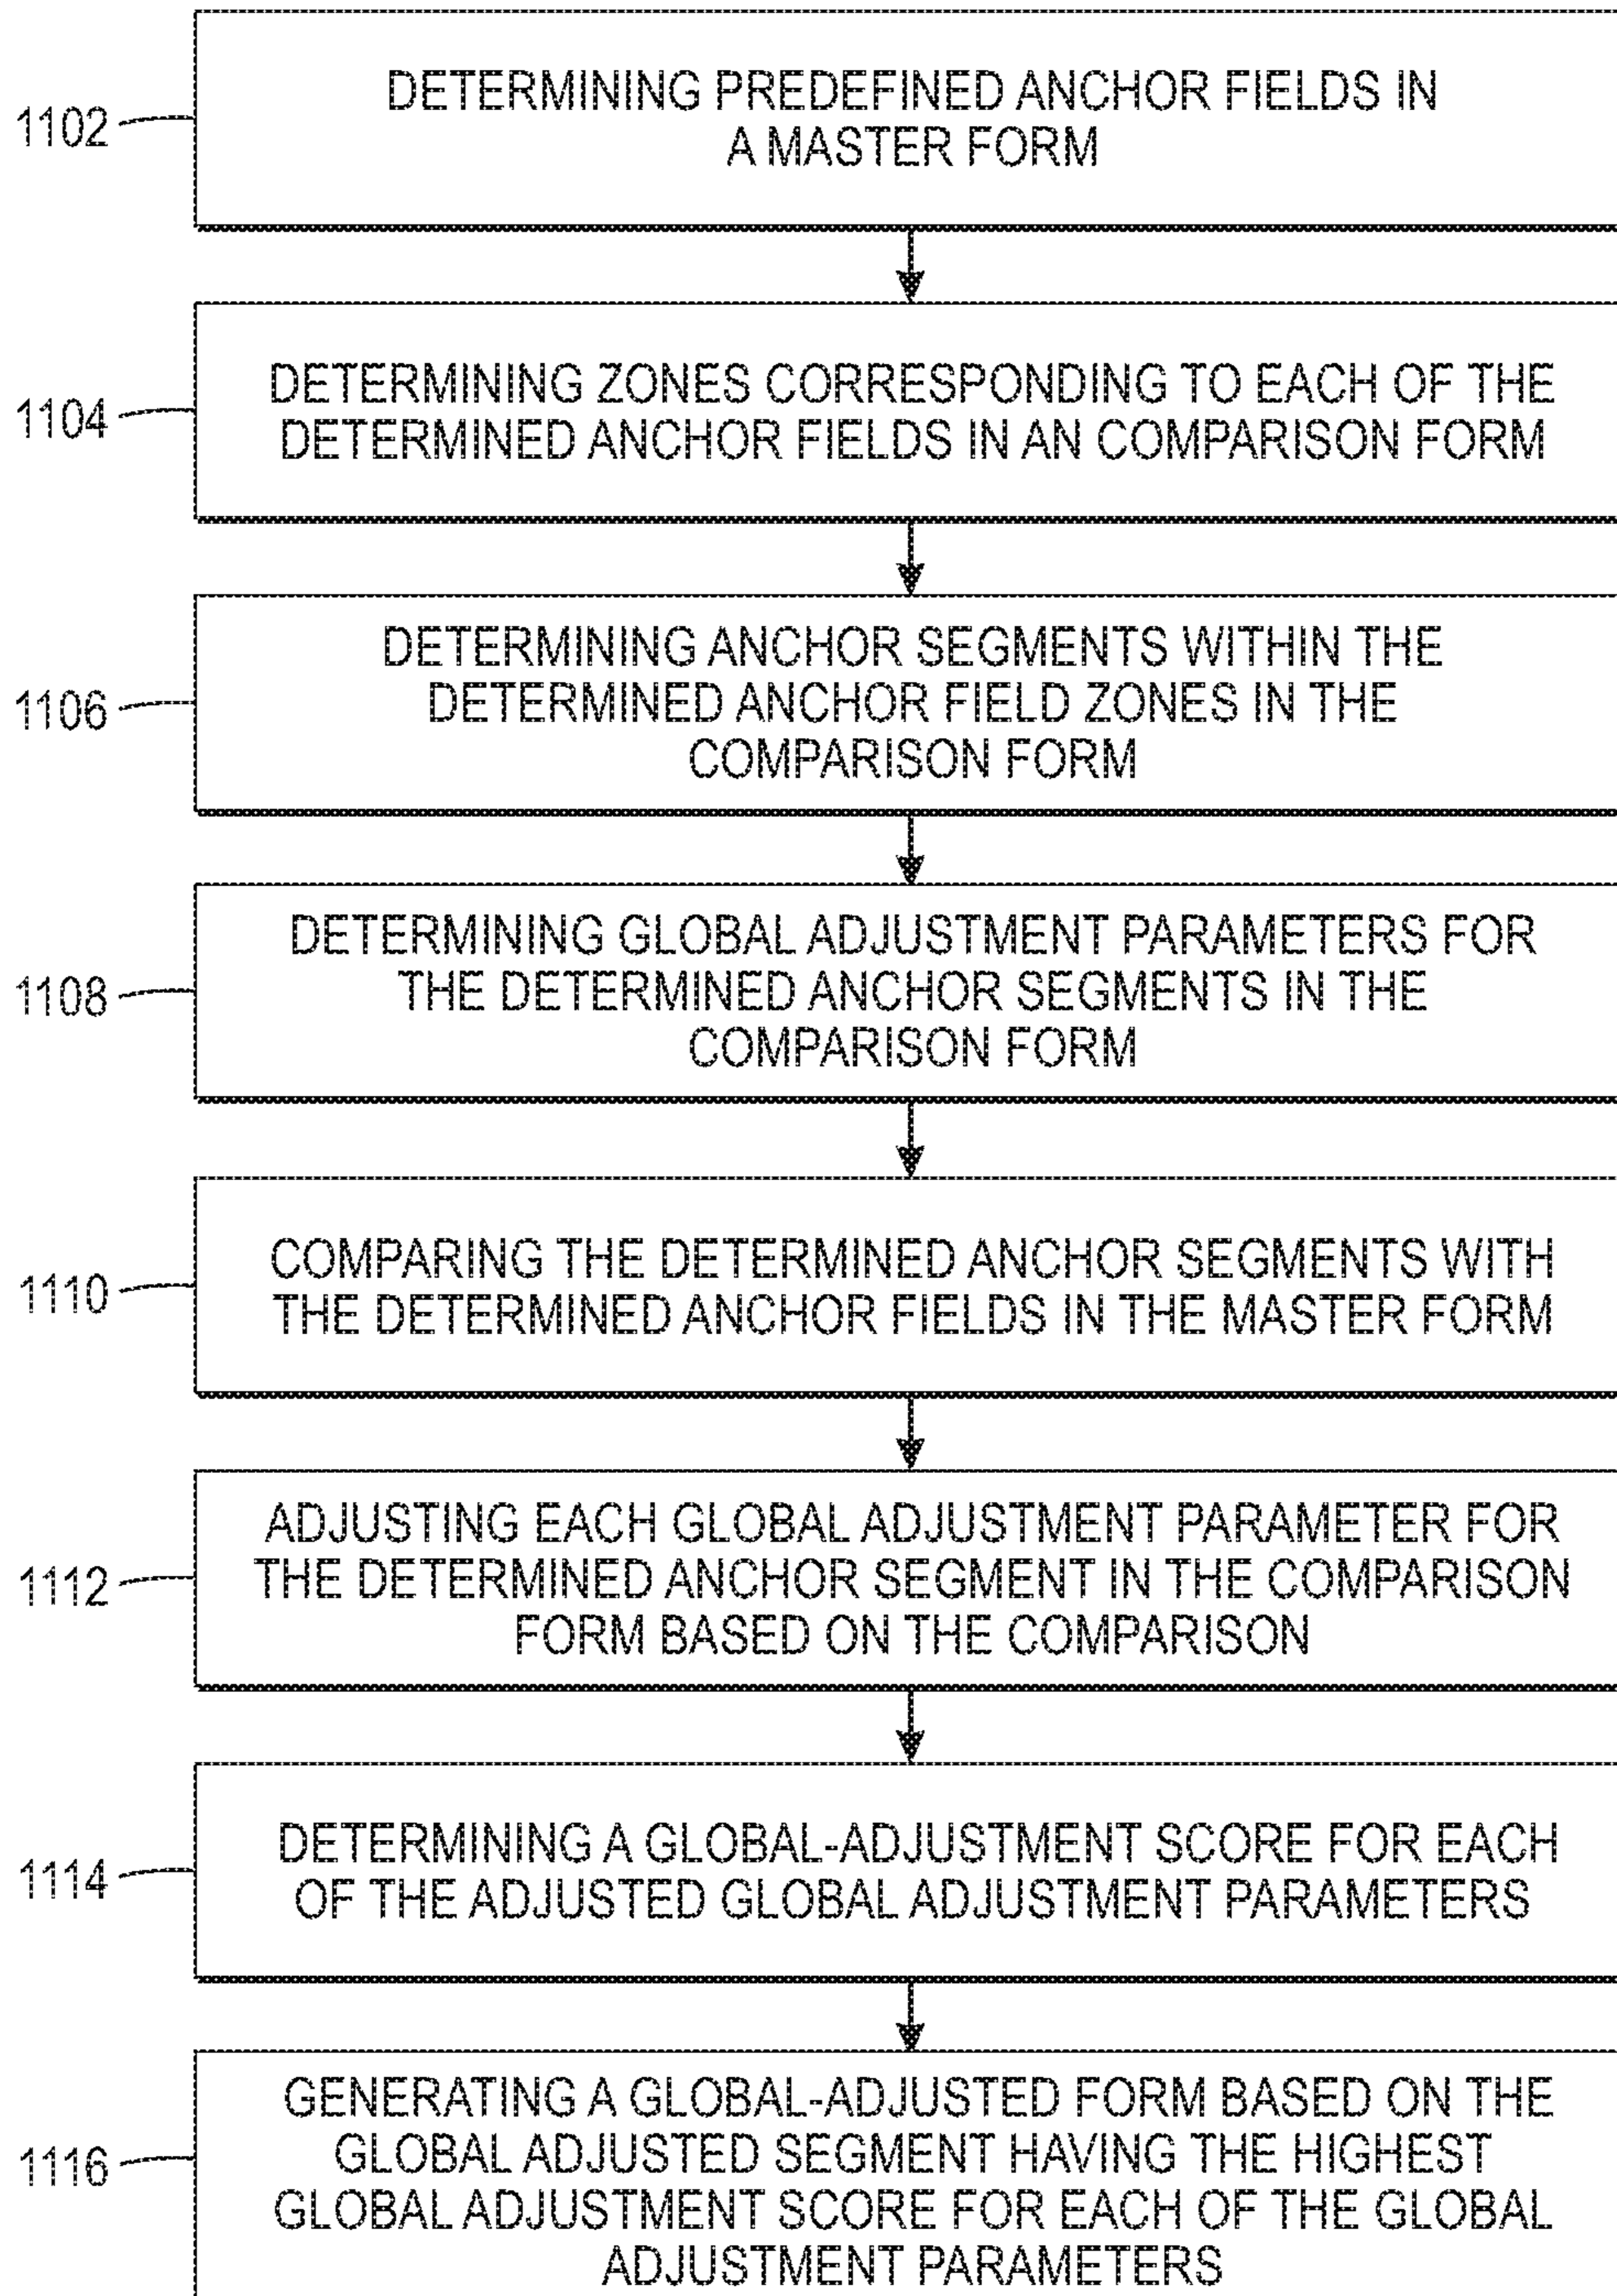 1102
DETERMINING PREDEFINED ANCHOR FIELDS IN
A MASTER FORM
1104
DETERMINING ZONES CORRESPONDING TO EACH OF THE
DETERMINED ANCHOR FIELDS IN AN COMPARISON FORM
1106
DETERMINING ANCHOR SEGMENTS WITHIN THE
DETERMINED ANCHOR FIELD ZONES IN THE
COMPARISON FORM
1108
DETERMINING GLOBAL ADJUSTMENT PARAMETERS FOR
THE DETERMINED ANCHOR SEGMENTS IN THE
COMPARISON FORM
1110
COMPARING THE DETERMINED ANCHOR SEGMENTS WITH
THE DETERMINED ANCHOR FIELDS IN THE MASTER FORM
1112
ADJUSTING EACH GLOBAL ADJUSTMENT PARAMETER FOR
THE DETERMINED ANCHOR SEGMENT IN THE COMPARISON
FORM BASED ON THE COMPARISON
1114
DETERMINING A GLOBAL-ADJUSTMENT SCORE FOR EACH
OF THE ADJUSTED GLOBAL ADJUSTMENT PARAMETERS
1116
GENERATING A GLOBAL-ADJUSTED FORM BASED ON THE
GLOBAL ADJUSTED SEGMENT HAVING THE HIGHEST
GLOBAL ADJUSTMENT SCORE FOR EACH OF THE GLOBAL
ADJUSTMENT PARAMETERS